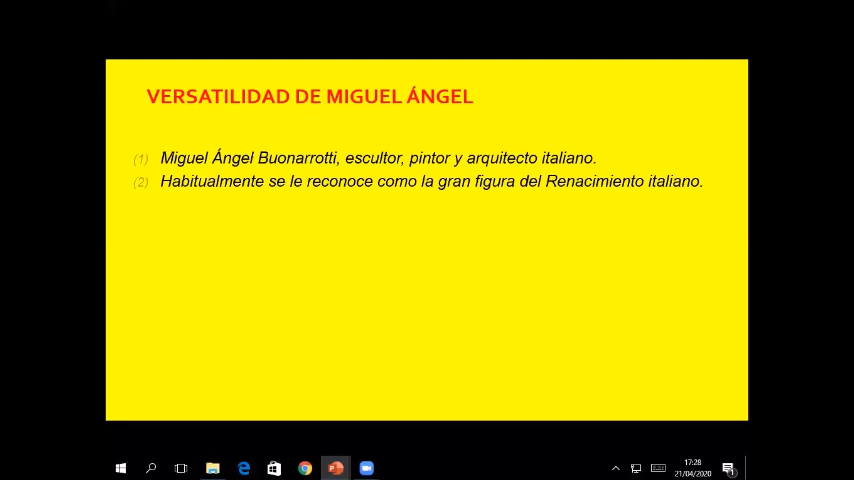 VERSATILIDAD DE MIGUEL ÁNGEL
(1) Miguel Ángel Buonarrotti, escultor, pintor y arquitecto italiano.
(2) Habitualmente se le reconoce como la gran figura del Renacimiento italiano.
17:28
21/04/2020